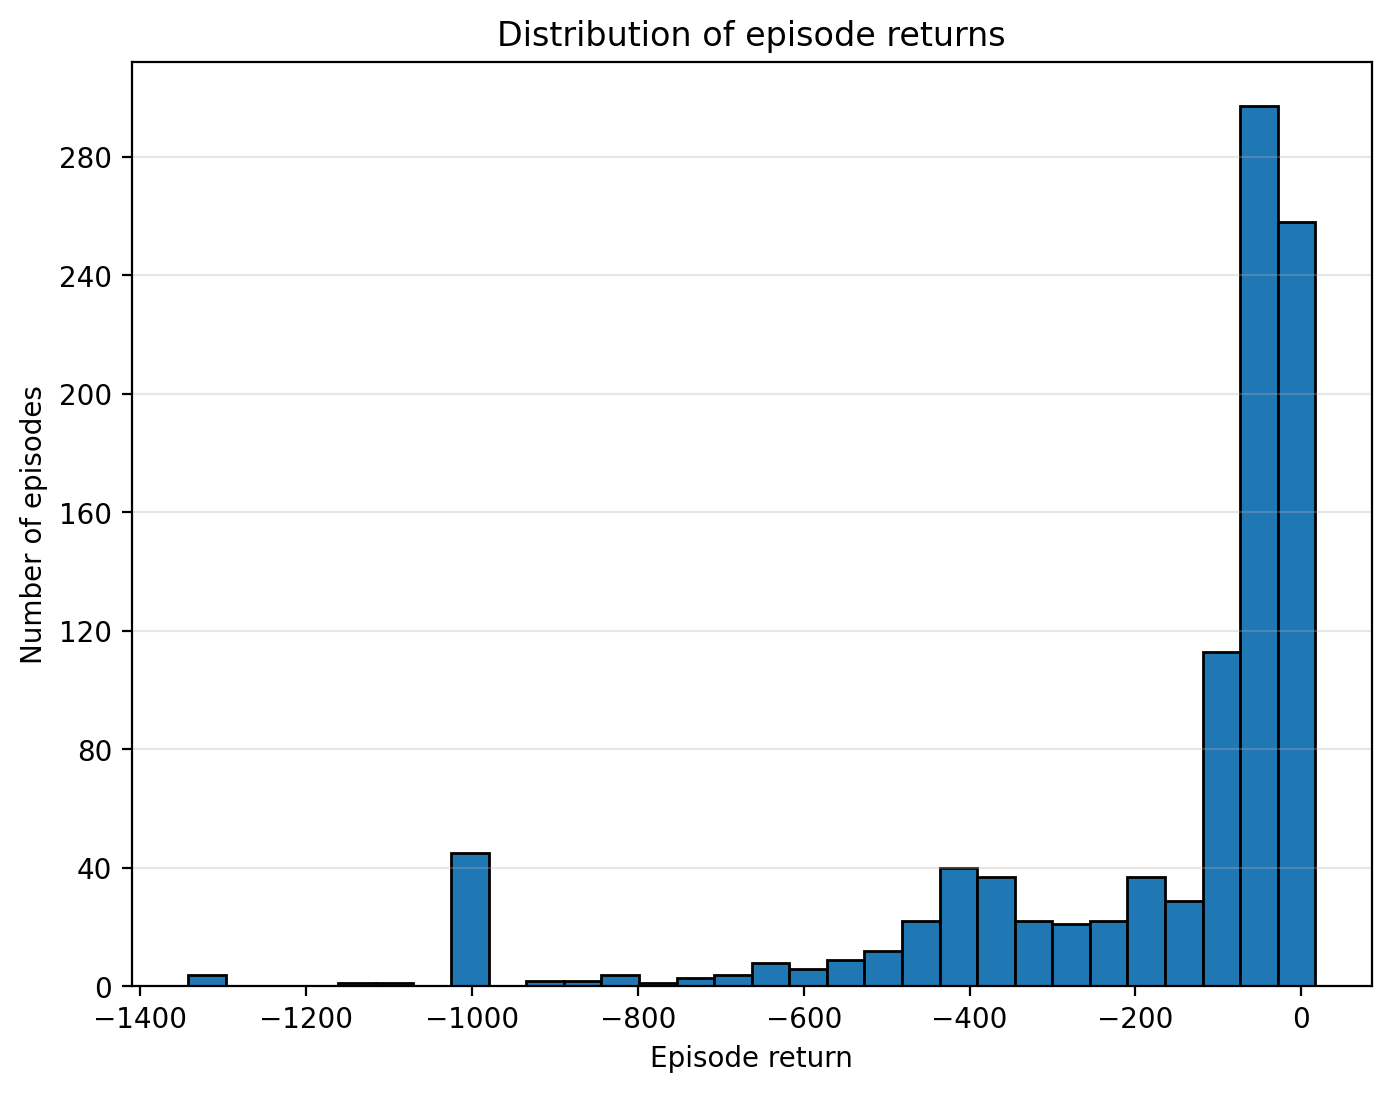 Distribution of episode returns
280
240
200
160
120
80
40
0
Number of episodes
−1400 −1200 −1000 −800 −600 −400 −200 0
Episode return